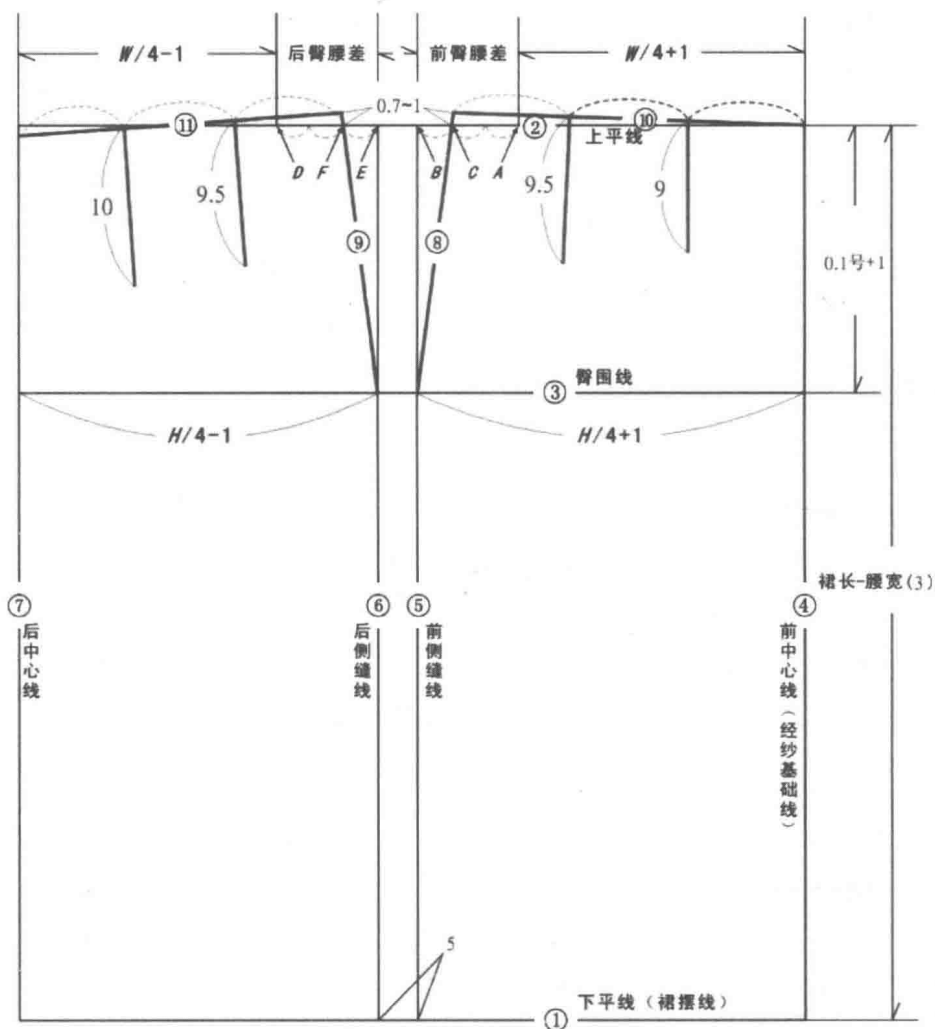 W/4-1
后臀腰差
前臀腰差
W/4+1
0.7~1
⑪
②
⑩
上平线
D F E B C A
10
9.5
⑨
⑧
9.5
9
0.1号+1
臀围线
③
H/4-1
H/4+1
裙长-腰宽(3)
⑦
后中心线
⑥
后侧缝线
⑤
前侧缝线
④
前中心线(经纱基础线)
5
下平线(裙摆线)
①